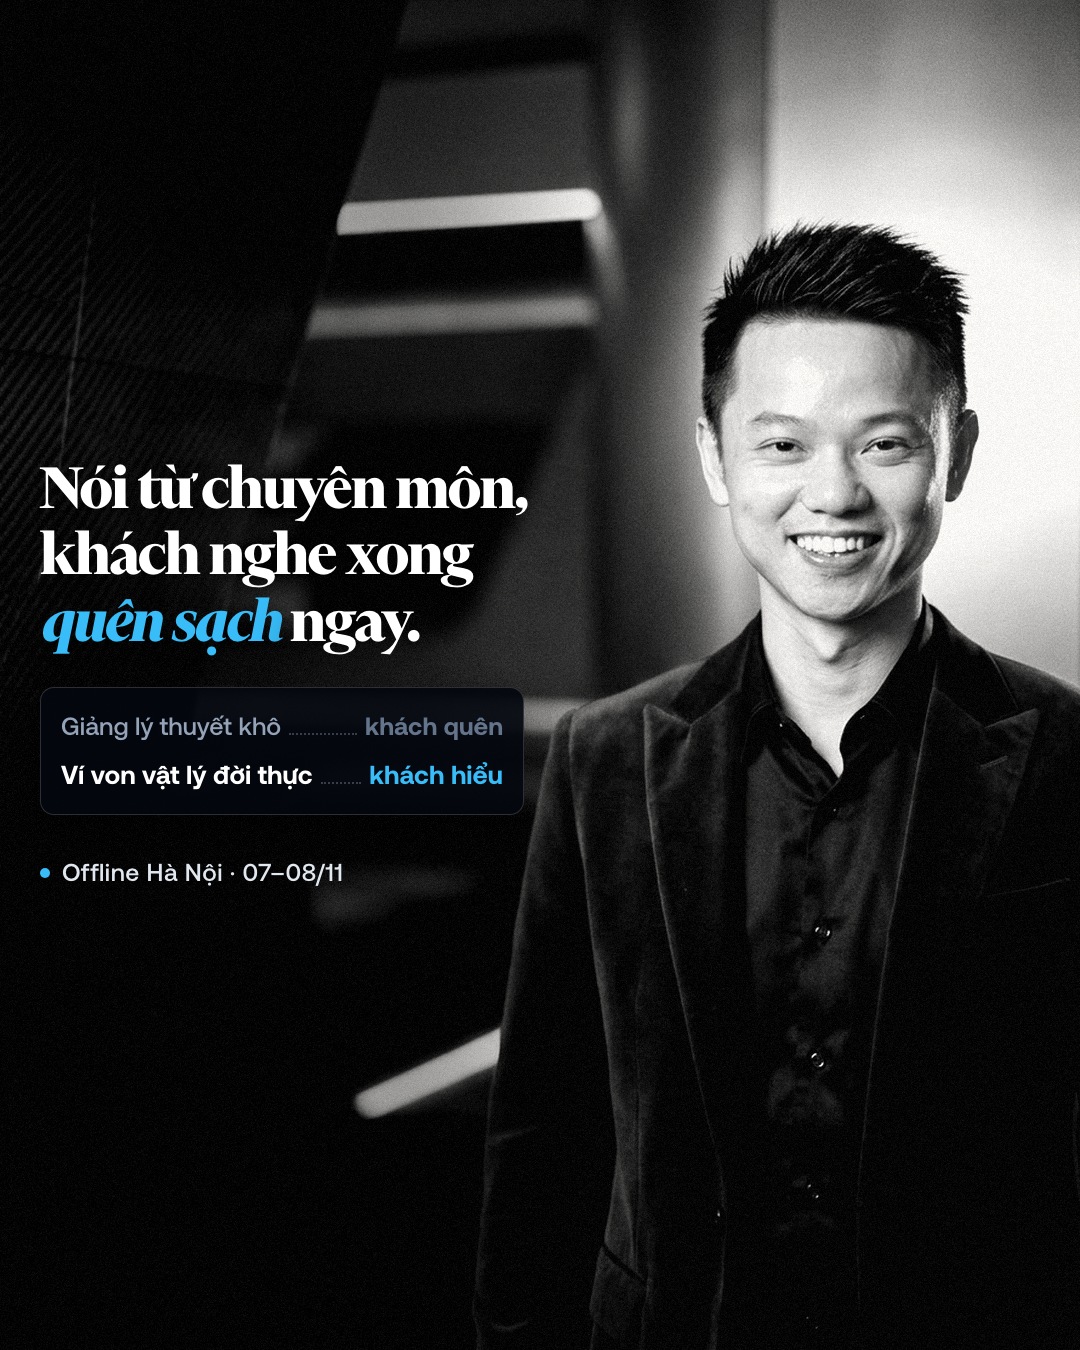 Nói từ chuyên môn,
khách nghe xong
quên sạch ngay.
Giảng lý thuyết khô ........... khách quên
Ví von vật lý đời thực ....... khách hiểu
Offline Hà Nội · 07–08/11